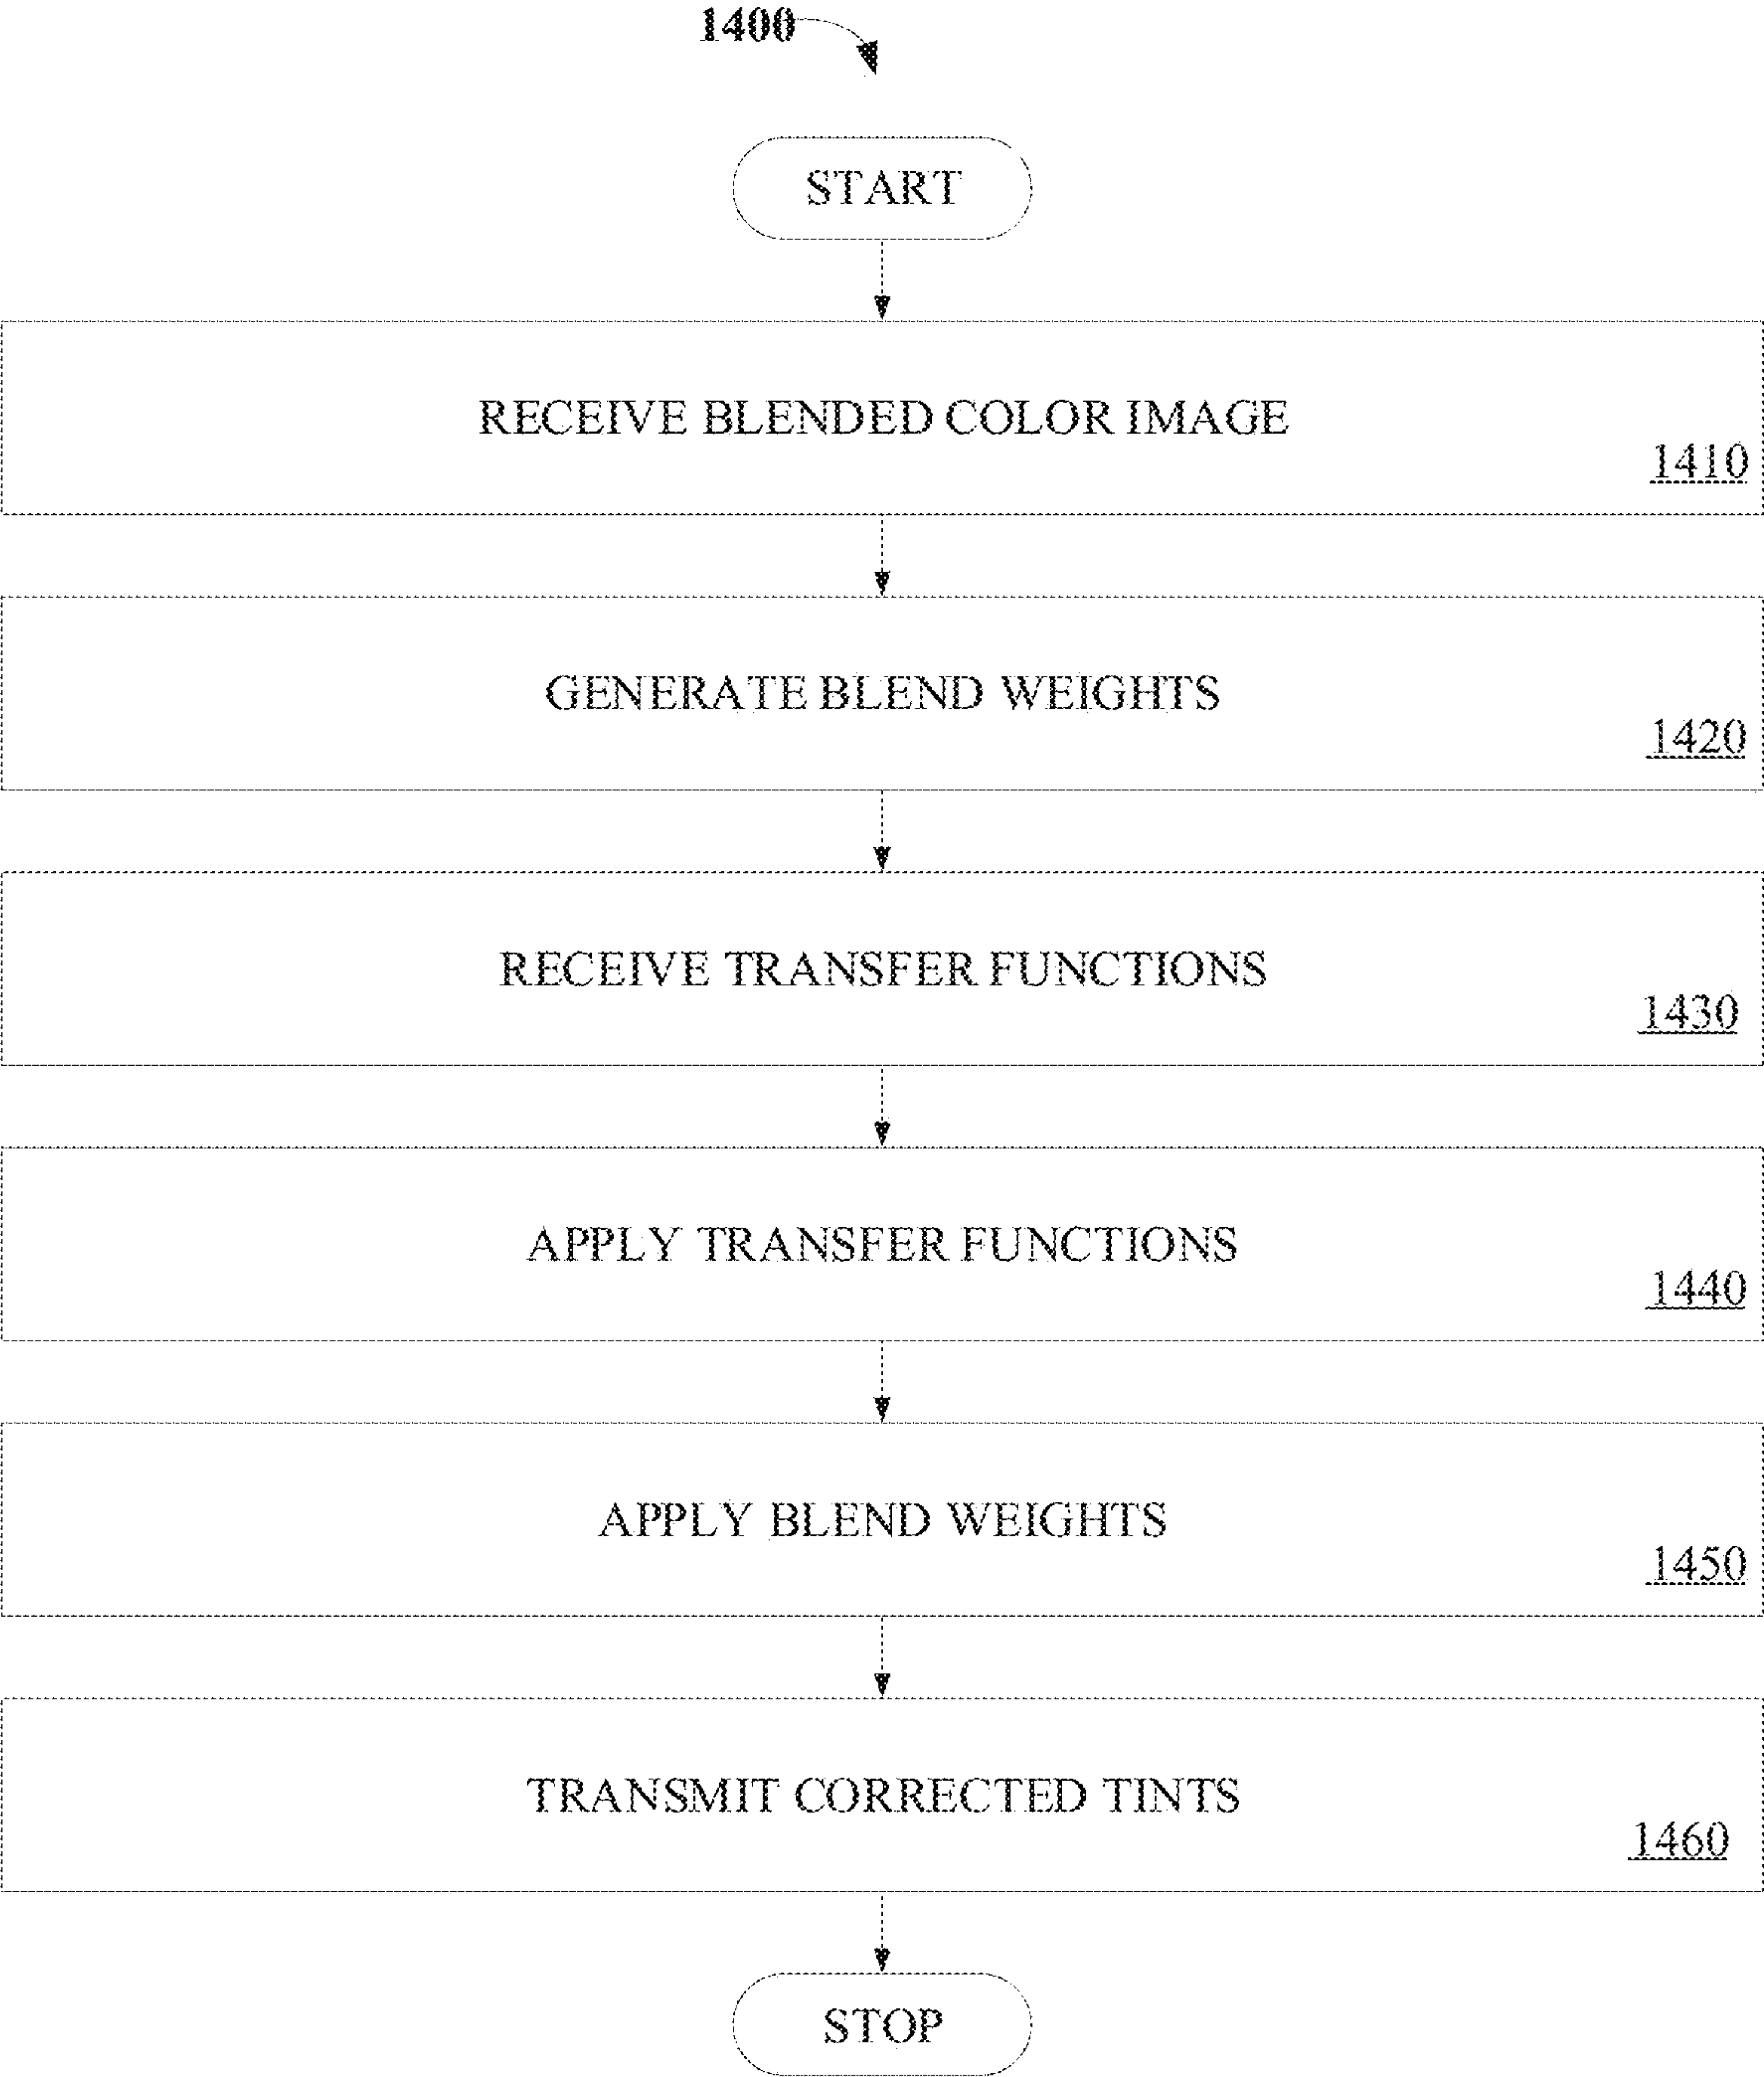 1400
START
RECEIVE BLENDED COLOR IMAGE
1410
GENERATE BLEND WEIGHTS
1420
RECEIVE TRANSFER FUNCTIONS
1430
APPLY TRANSFER FUNCTIONS
1440
APPLY BLEND WEIGHTS
1450
TRANSMIT CORRECTED TINTS
1460
STOP